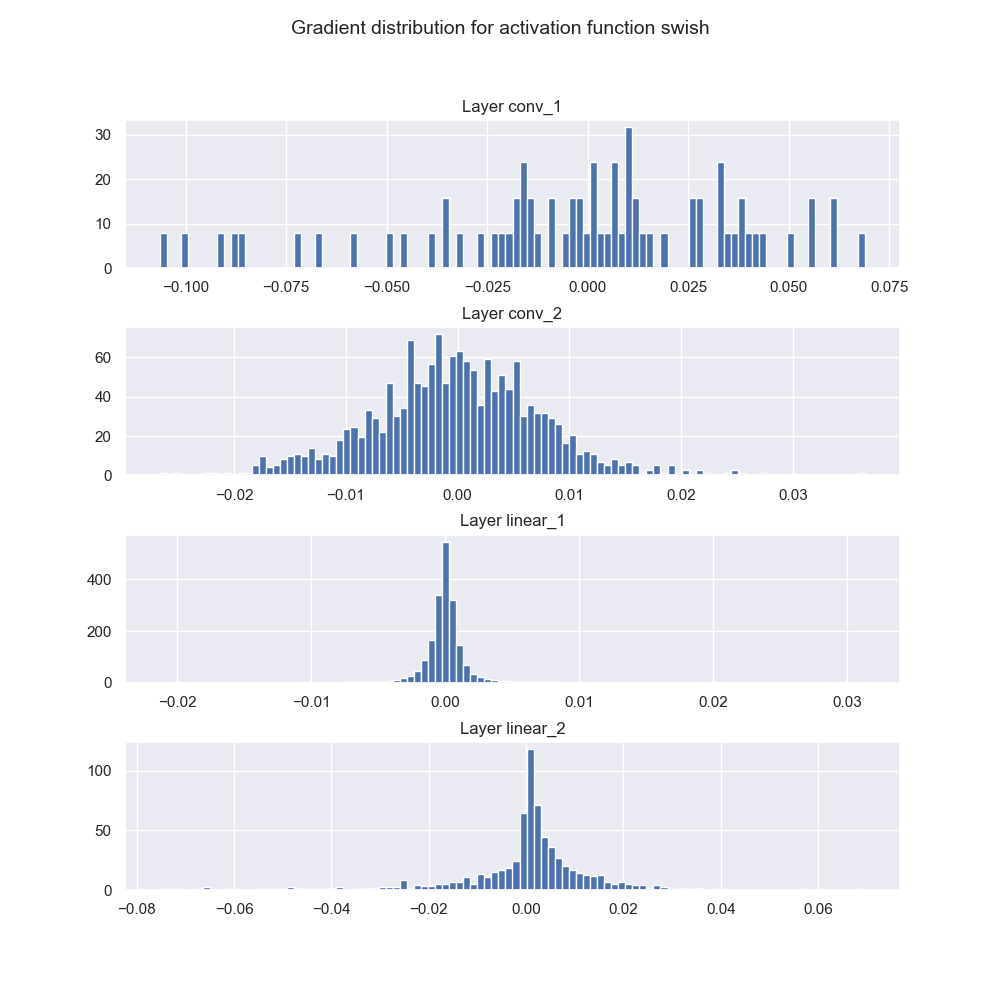 Gradient distribution for activation function swish
Layer conv_1
30
20
10
0
−0.100 −0.075 −0.050 −0.025 0.000 0.025 0.050 0.075
Layer conv_2
60
40
20
0
−0.02 −0.01 0.00 0.01 0.02 0.03
Layer linear_1
400
200
0
−0.02 −0.01 0.00 0.01 0.02 0.03
Layer linear_2
100
50
0
−0.08 −0.06 −0.04 −0.02 0.00 0.02 0.04 0.06